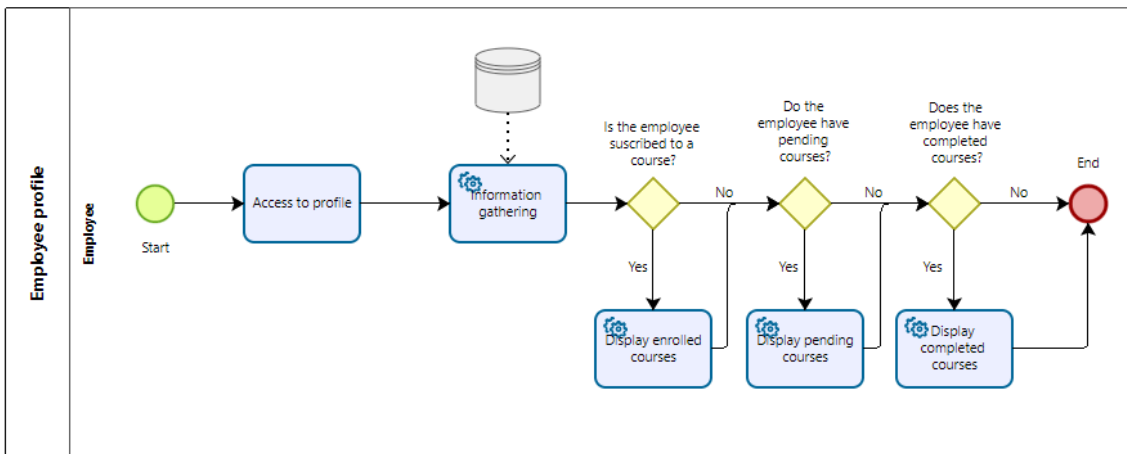 Employee profile
Employee
Start
Access to profile
Information
gathering
Is the employee
suscribed to a
course?
No
Yes
Display enrolled
courses
Do the
employee have
pending
courses?
No
Yes
Display pending
courses
Does the
employee have
completed
courses?
No
Yes
Display
completed
courses
End